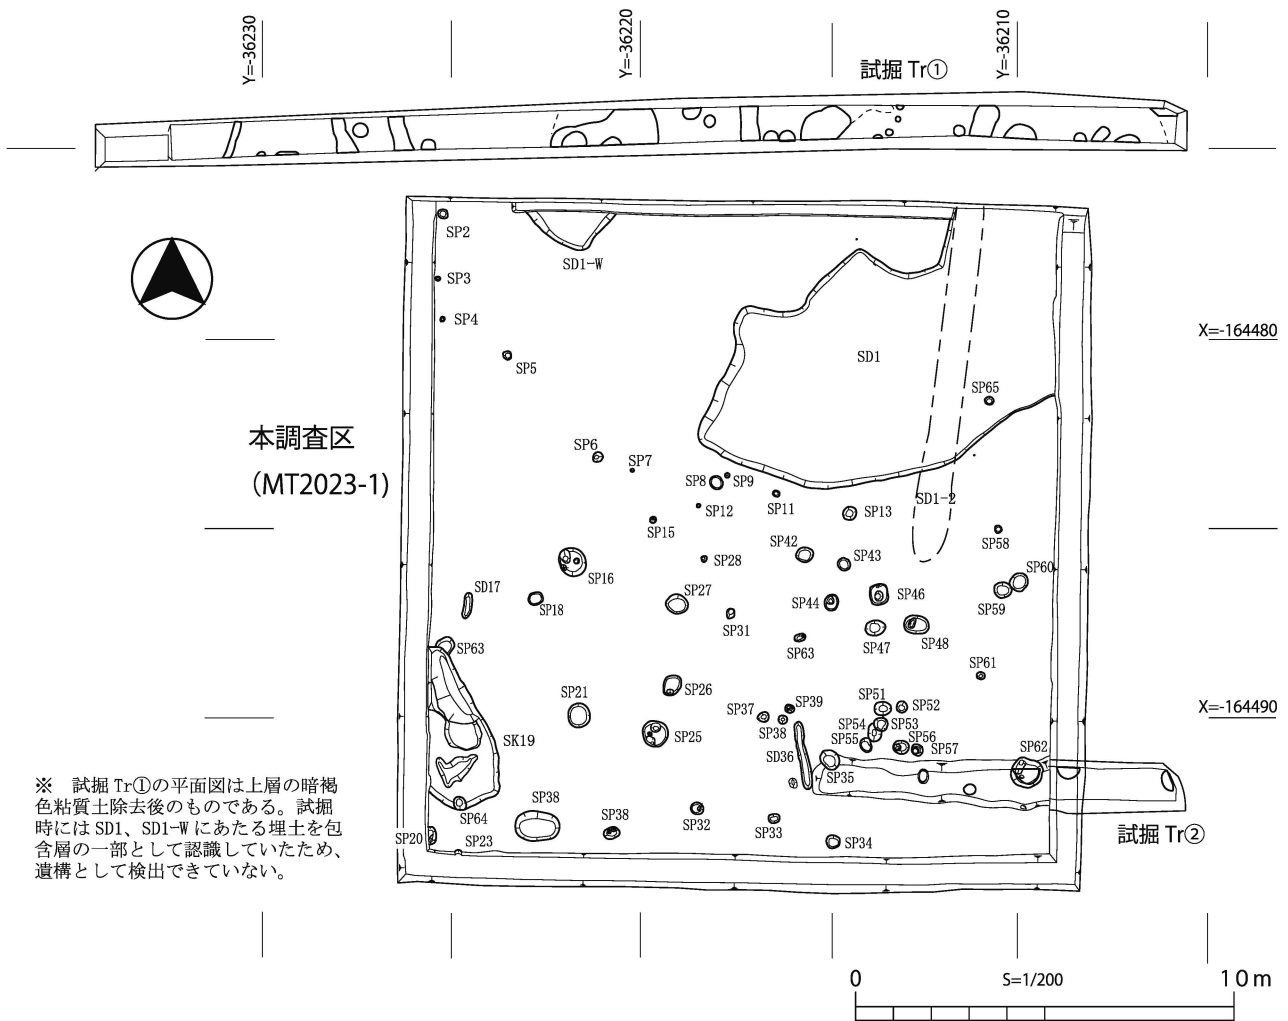 Y=-36230
Y=-36220
Y=-36210
試掘 Tr①
SP2
SD1-W
SP3
SP4
X=-164480
SP5
SD1
SP65
本調査区
(MT2023-1)
SP6
SP7
SP8
SP9
SP11
SD1-2
SP12
SP13
SP15
SP58
SP42
SP43
SP28
SP16
SP60
SD17
SP18
SP27
SP44
SP46
SP59
SP31
SP63
SP47
SP48
SP63
SP61
SP26
SP21
SP51
SP52
X=-164490
SP37
SP39
SP38
SP54
SP53
SP55
SP56
SP57
SP25
SK19
SD36
SP35
SP62
※ 試掘 Tr①の平面図は上層の暗褐
色粘質土除去後のものである。試掘
時には SD1、SD1-W にあたる埋土を包
含層の一部として認識していたため、
遺構として検出できていない。
SP64
SP38
SP38
SP32
SP33
SP34
SP20
SP23
試掘 Tr②
0
S=1/200
10m